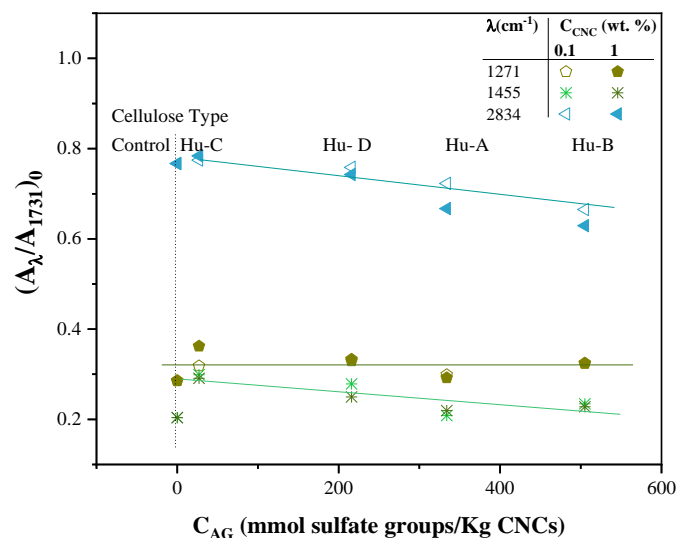 λ(cm⁻¹) C_CNC (wt. %)
0.1 1
1271
1455
2834
Cellulose Type
Control Hu-C Hu- D Hu-A Hu-B
1.0
0.8
0.6
0.4
0.2
(A_λ/A_1731)_0
0 200 400 600
C_AG (mmol sulfate groups/Kg CNCs)